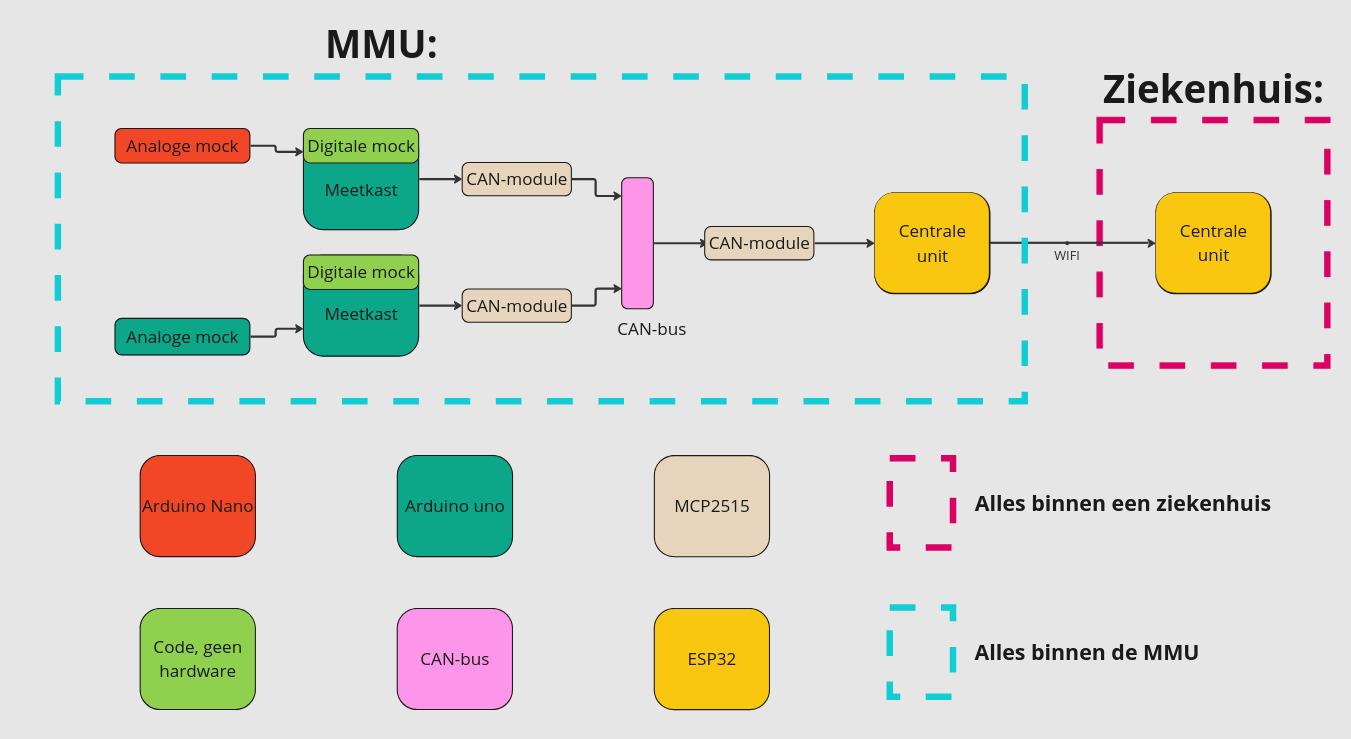 MMU:
Ziekenhuis:
Analoge mock
Digitale mock
Meetkast
CAN-module
Digitale mock
Meetkast
CAN-module
Analoge mock
CAN-bus
CAN-module
Centrale
unit
WIFI
Centrale
unit
Arduino Nano
Arduino uno
MCP2515
Alles binnen een ziekenhuis
Code, geen
hardware
CAN-bus
ESP32
Alles binnen de MMU